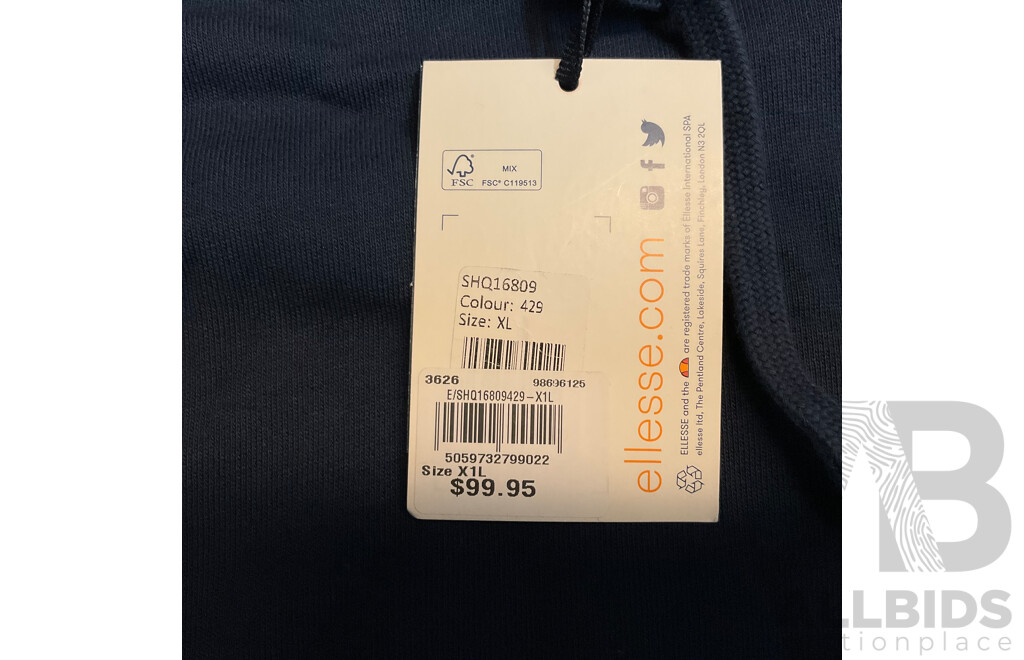 FSC
MIX
FSC® C119513
SHQ16809
Colour: 429
Size: XL
3626 98696125
E/SHQ16809429-X1L
5059732799022
Size X1L
$99.95
ellesse.com
ELLESSE and the are registered trade marks of Ellesse International SPA
ellesse ltd, The Pentland Centre, Lakeside, Squires Lane, Finchley, London N3 2QL
LLBIDS
tionplace